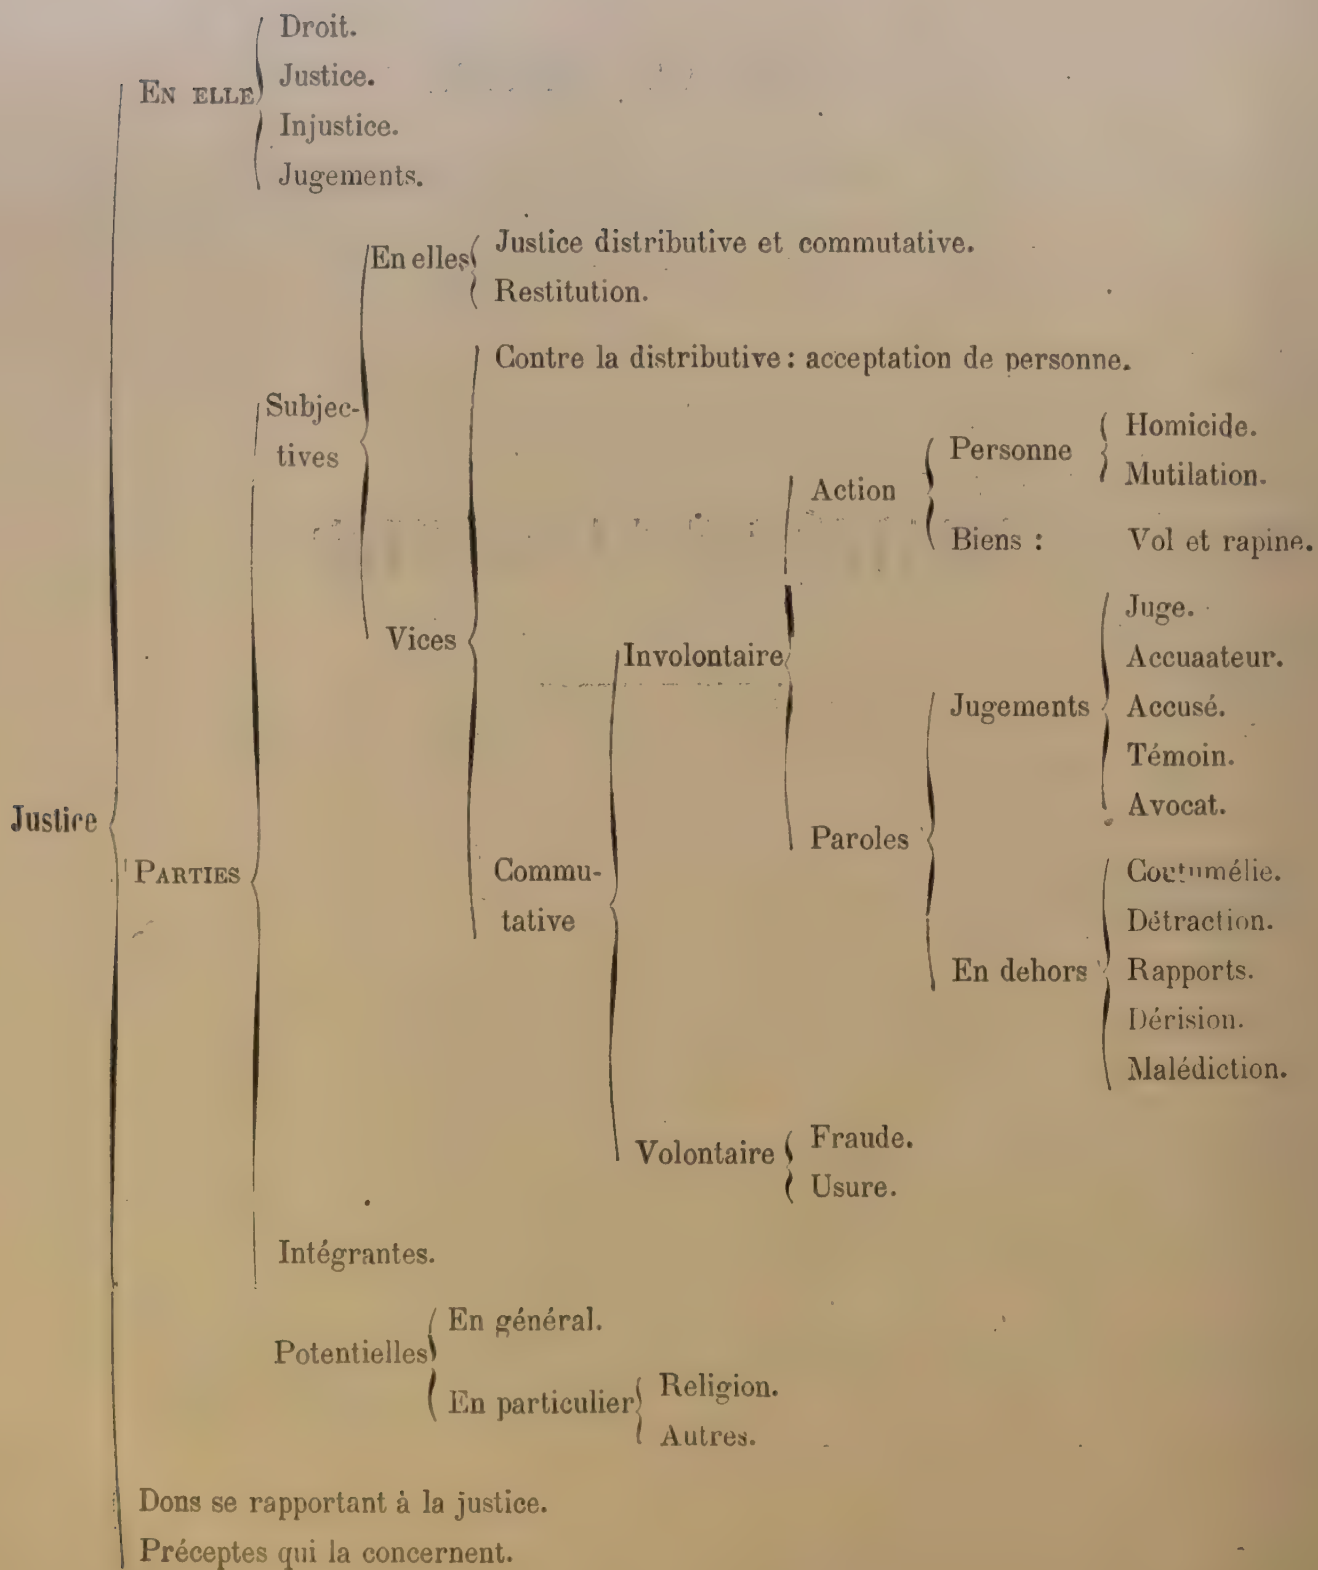 Droit.
EN ELLE
Justice.
Injustice.
Jugements.
En elles
Justice distributive et commutative.
Restitution.
Contre la distributive : acceptation de personne.
Subjec-
tives
Action
Personne
Homicide.
Mutilation.
Biens :
Vol et rapine.
Vices
Involontaire
Jugements
Juge.
Accuaateur.
Accusé.
Témoin.
Avocat.
Justice
PARTIES
Commu-
tative
Paroles
En dehors
Détraction.
Rapports.
Dérision.
Malédiction.
Volontaire
Fraude.
Usure.
Intégrantes.
Potentielles
En général.
En particulier
Religion.
Autres.
Dons se rapportant à la justice.
Préceptes qui la concernent.